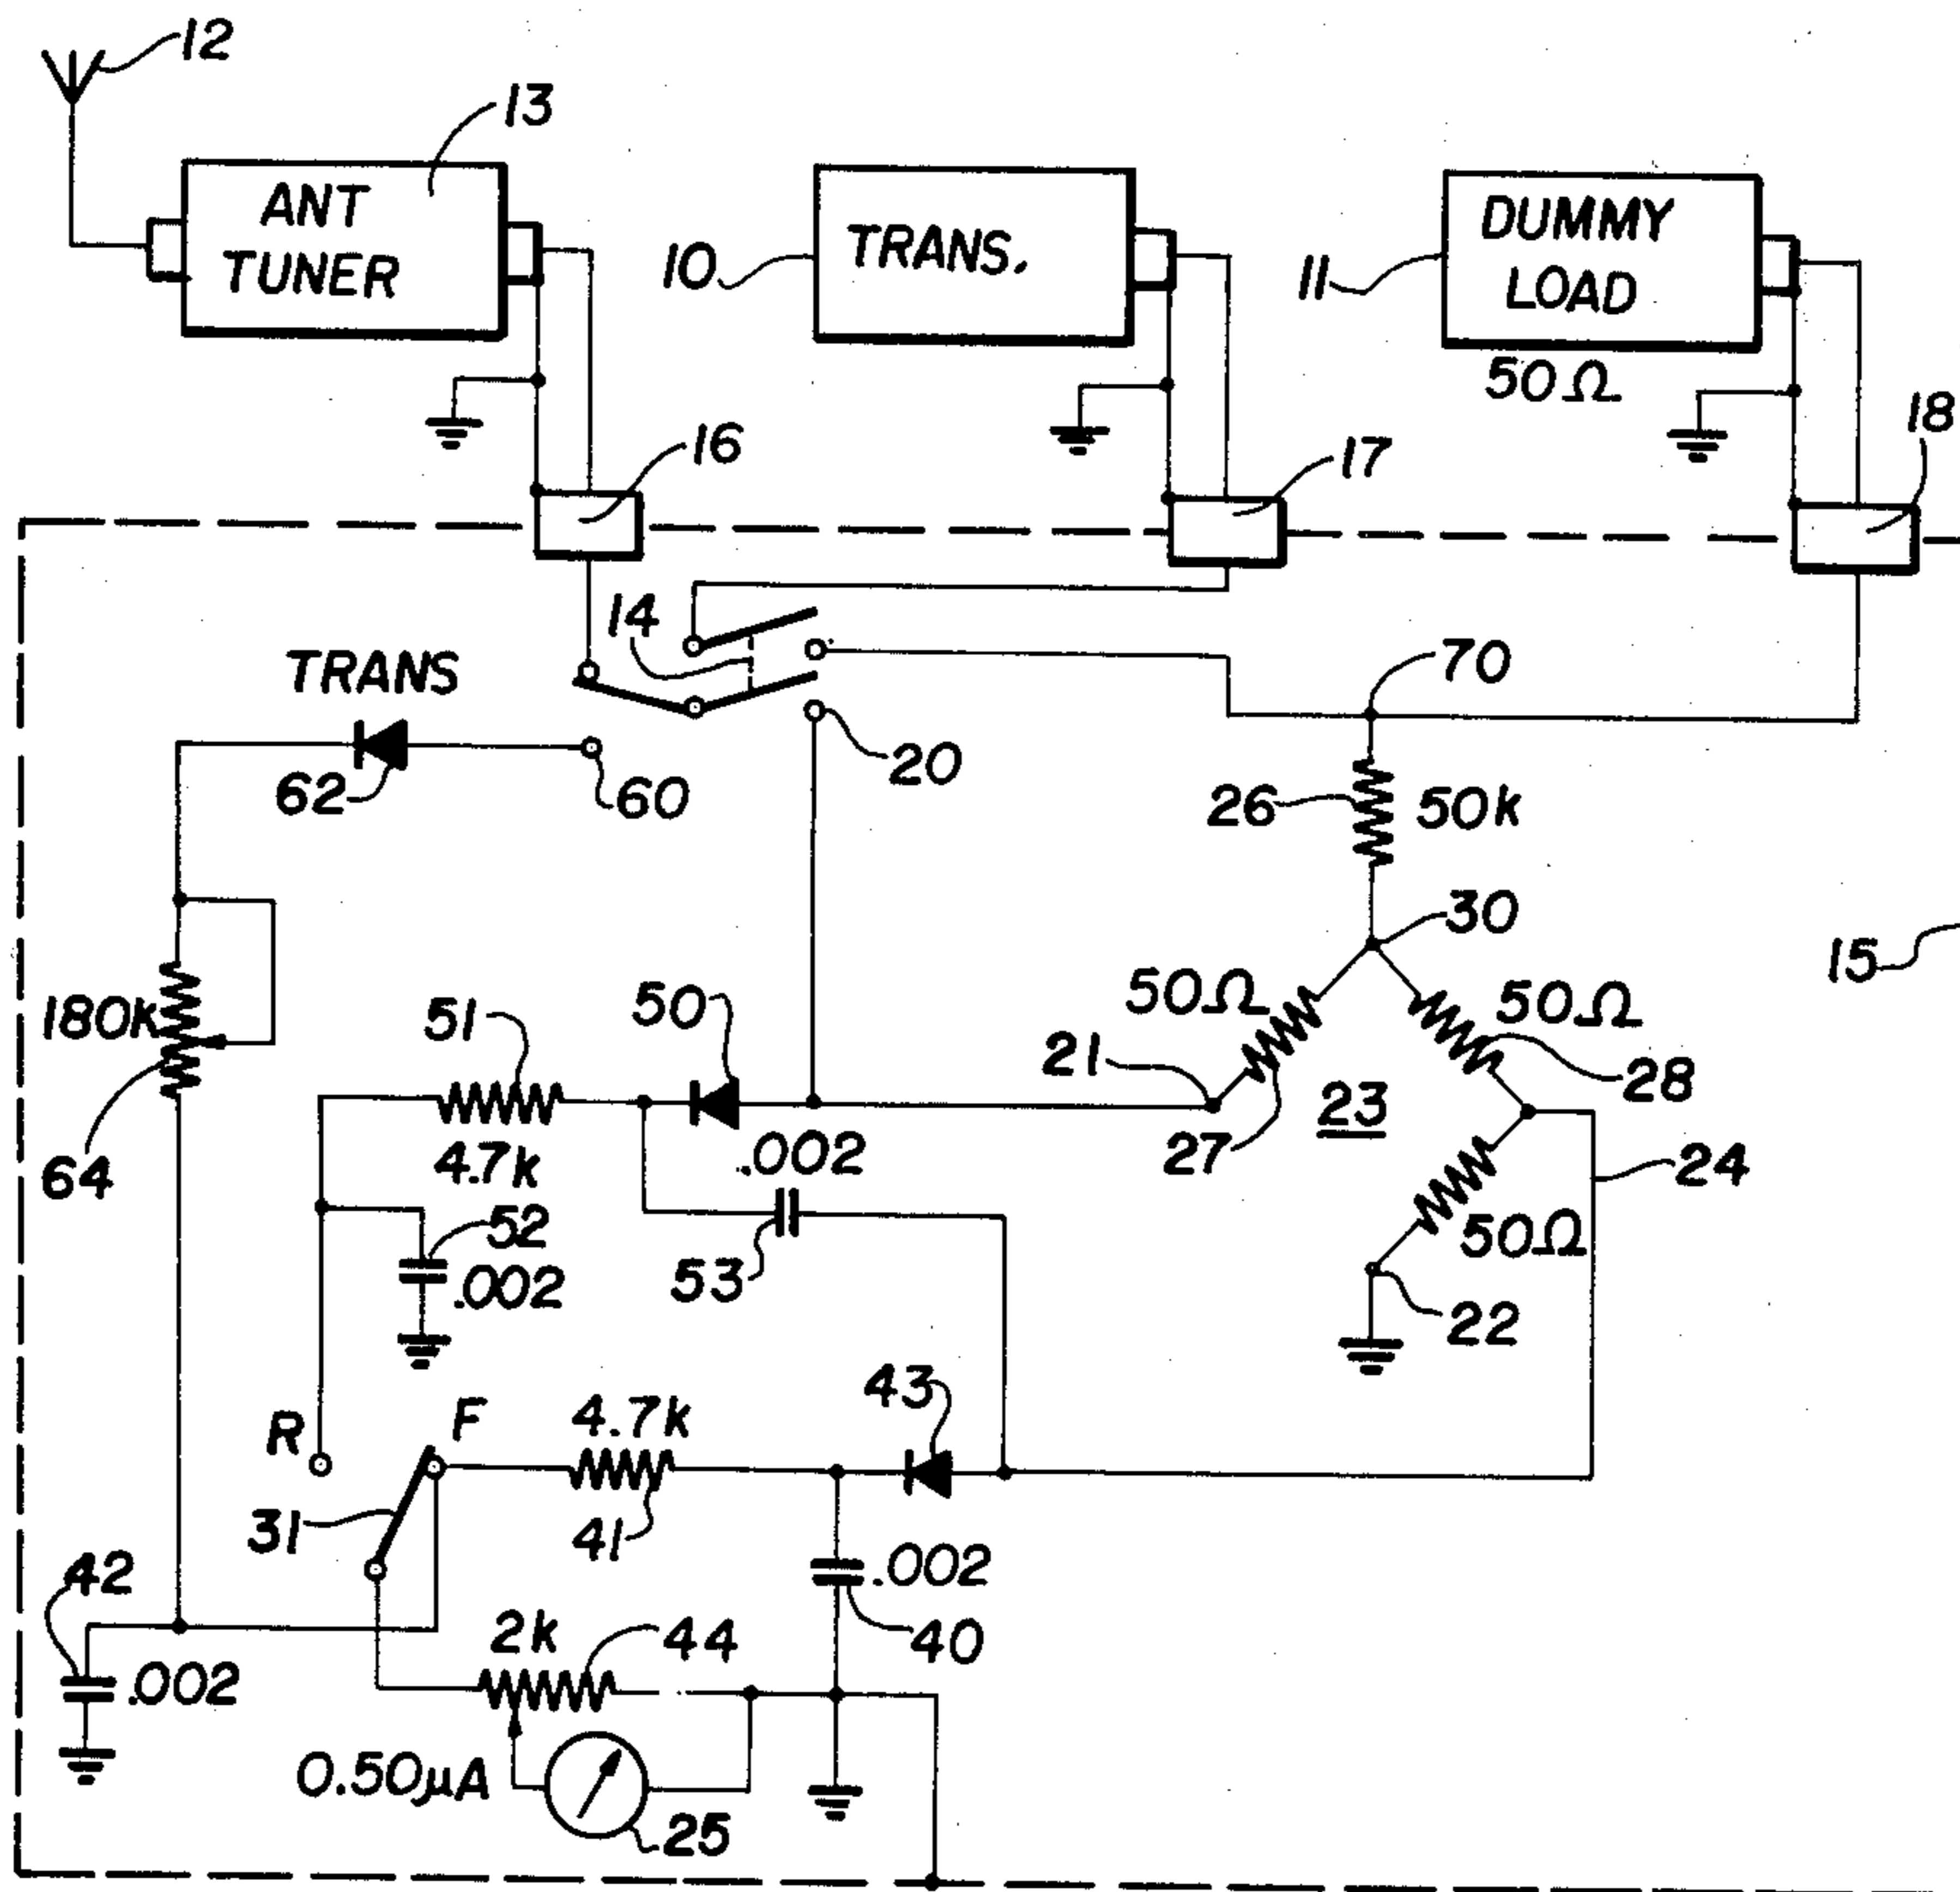 12
13
ANT
TUNER
10
TRANS.
11
DUMMY
LOAD
50Ω
16
17
18
14
TRANS
62
60
20
70
26
50k
30
15
180K
64
51
4.7k
50
.002
53
52
.002
21
50Ω
27
23
50Ω
28
24
50Ω
22
R
F
31
4.7k
41
43
.002
40
42
.002
2k
44
0.50μA
25